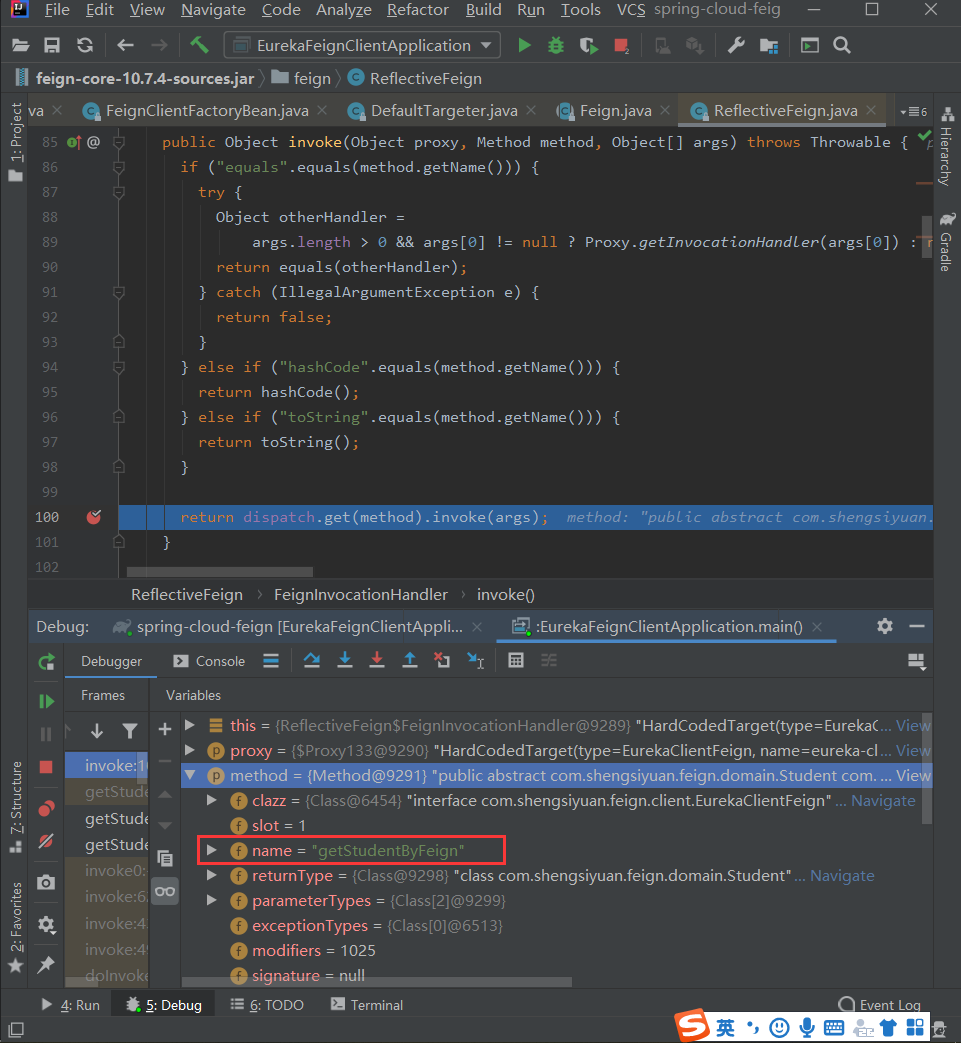 File Edit View Navigate Code Analyze Refactor Build Run Tools VCS spring-cloud-feig
EurekaFeignClientApplication
feign-core-10.7.4-sources.jar feign ReflectiveFeign
va FeignClientFactoryBean.java DefaultTargeter.java Feign.java ReflectiveFeign.java 6
1: Project
Hierarchy
Gradle
85 @ public Object invoke(Object proxy, Method method, Object[] args) throws Throwable {
86 if ("equals".equals(method.getName())) {
87 try {
88 Object otherHandler =
89 args.length > 0 && args[0] != null ? Proxy.getInvocationHandler(args[0]) :
90 return equals(otherHandler);
91 } catch (IllegalArgumentException e) {
92 return false;
93 }
94 } else if ("hashCode".equals(method.getName())) {
95 return hashCode();
96 } else if ("toString".equals(method.getName())) {
97 return toString();
98 }
99
100 return dispatch.get(method).invoke(args); method: "public abstract com.shengsiyuan.
101 }
102
ReflectiveFeign FeignInvocationHandler invoke()
Debug: spring-cloud-feign [EurekaFeignClientAppli... :EurekaFeignClientApplication.main()
Debugger Console
Frames Variables
this = {ReflectiveFeign$FeignInvocationHandler@9289} "HardCodedTarget(type=EurekaC... View
proxy = {$Proxy133@9290} "HardCodedTarget(type=EurekaClientFeign, name=eureka-cl... View
invoke:10
method = {Method@9291} "public abstract com.shengsiyuan.feign.domain.Student com. ... View
getStude
clazz = {Class@6454} "interface com.shengsiyuan.feign.client.EurekaClientFeign" ... Navigate
getStude
slot = 1
getStude
name = "getStudentByFeign"
invoke0:
returnType = {Class@9298} "class com.shengsiyuan.feign.domain.Student" ... Navigate
invoke:6
parameterTypes = {Class[2]@9299}
invoke:4
exceptionTypes = {Class[0]@6513}
invoke:49
modifiers = 1025
doInvoke
signature = null
7: Structure
2: Favorites
4: Run 5: Debug 6: TODO Terminal Event Log
英